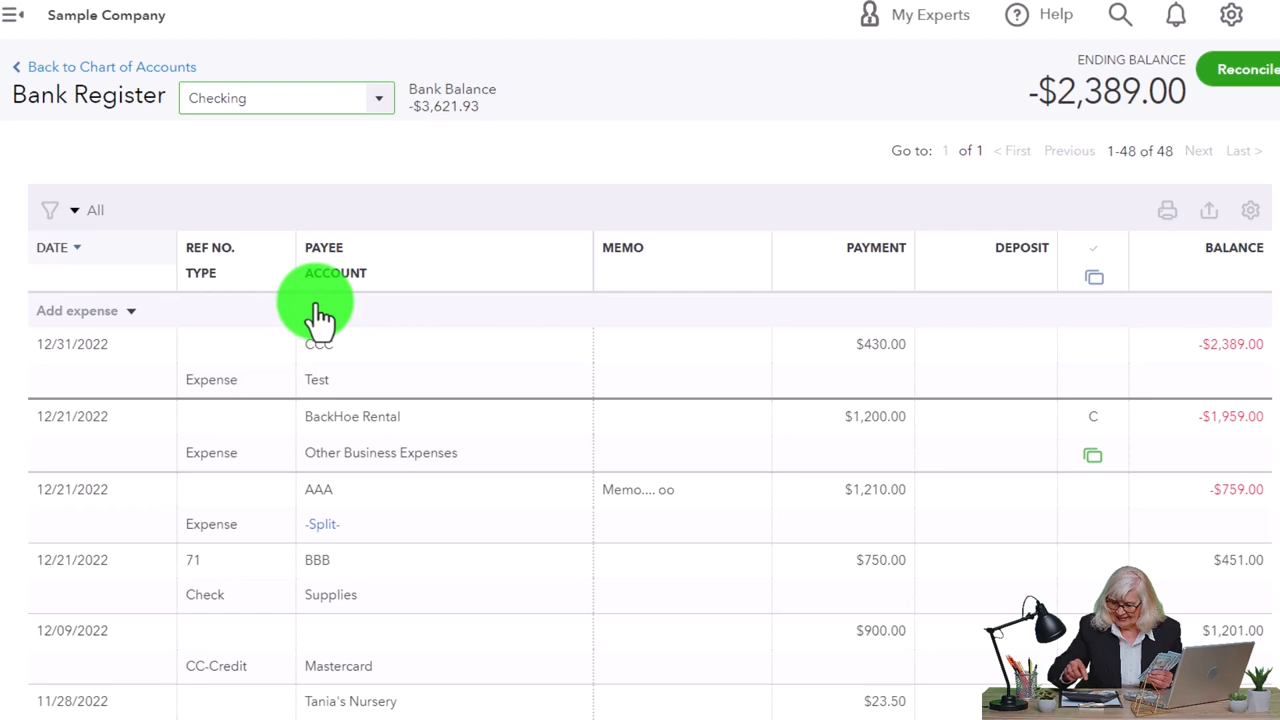 Sample Company
My Experts
Help
Back to Chart of Accounts
Bank Register
Checking
Bank Balance
-$3,621.93
ENDING BALANCE
-$2,389.00
Reconcile
Go to: 1 of 1 < First Previous 1-48 of 48 Next Last >
All
DATE REF NO. PAYEE MEMO PAYMENT DEPOSIT ✓ BALANCE
TYPE ACCOUNT
Add expense
12/31/2022 CCC $430.00 -$2,389.00
Expense Test
12/21/2022 BackHoe Rental $1,200.00 C -$1,959.00
Expense Other Business Expenses
12/21/2022 AAA Memo.... oo $1,210.00 -$759.00
Expense -Split-
12/21/2022 71 BBB $750.00 $451.00
Check Supplies
12/09/2022 $900.00 $1,201.00
CC-Credit Mastercard
11/28/2022 Tania's Nursery $23.50